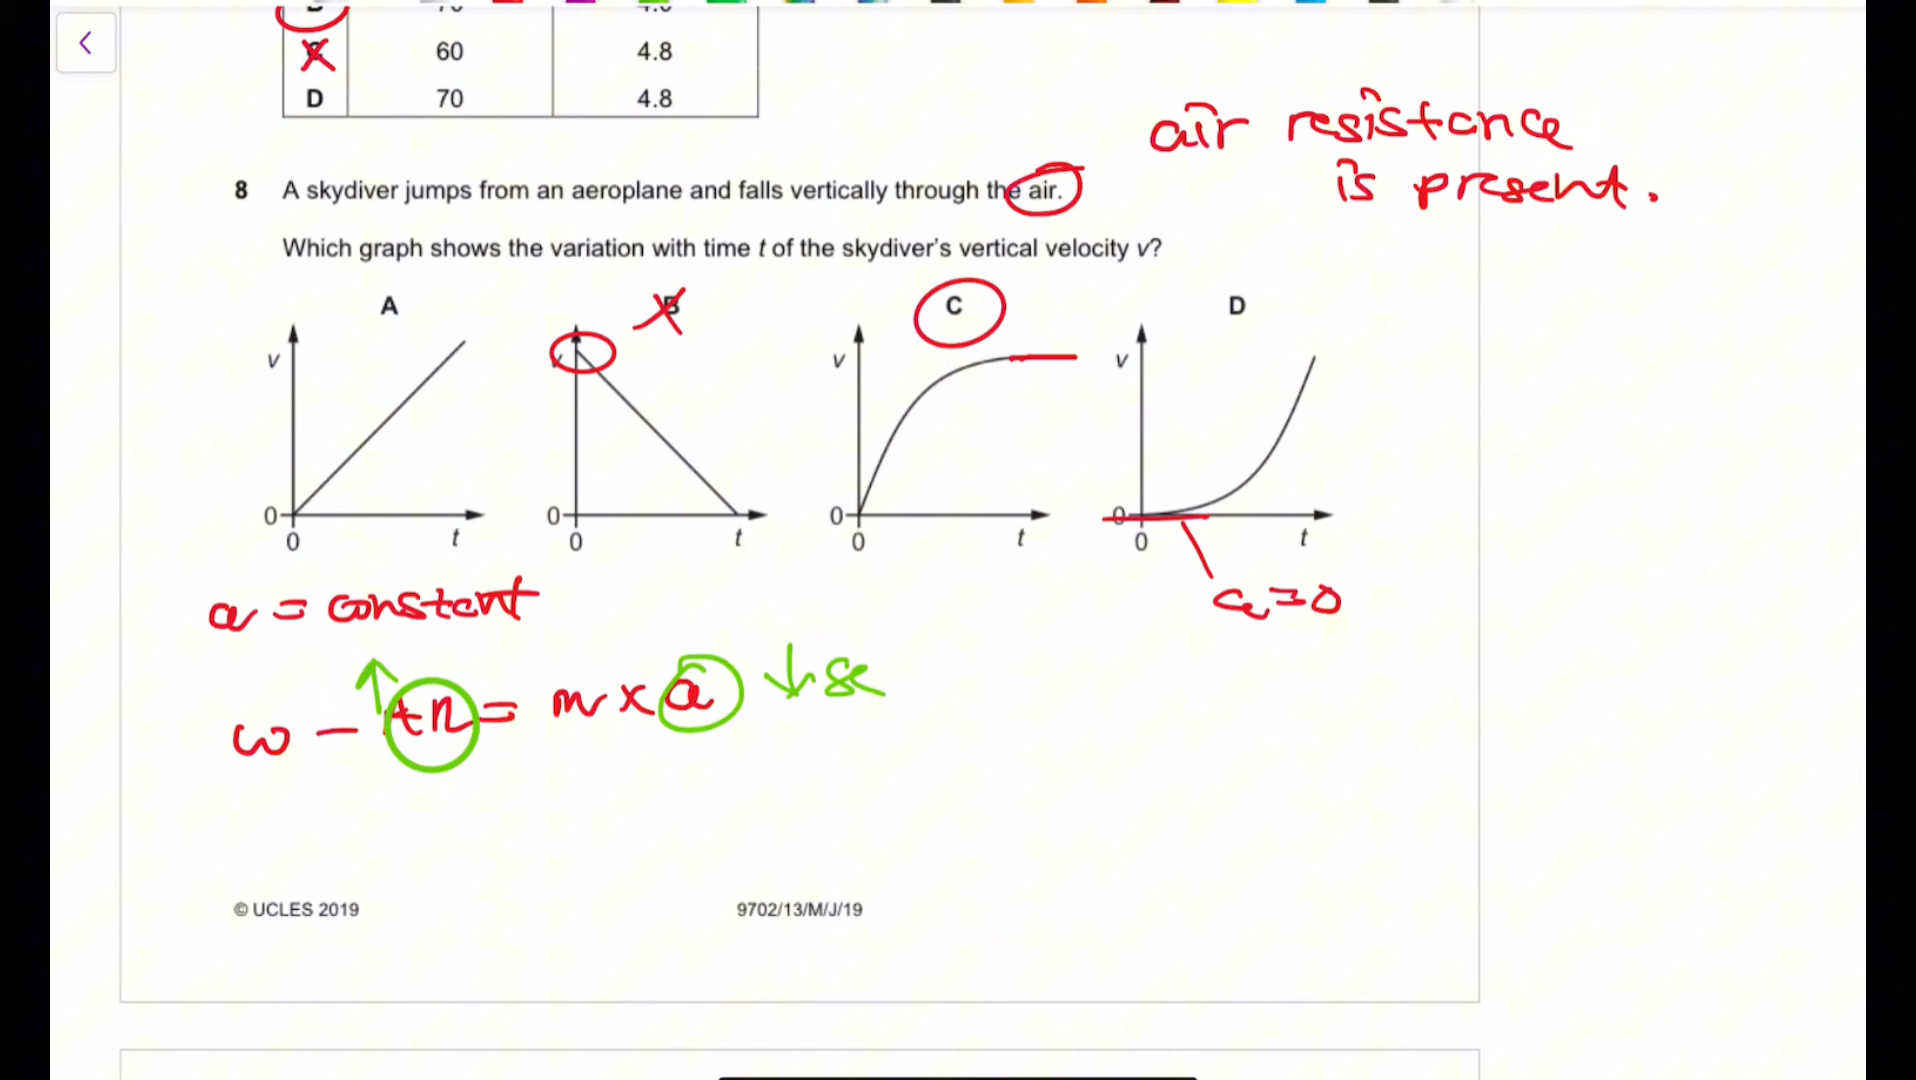 60 4.8
D 70 4.8
air resistance
is present.
8 A skydiver jumps from an aeroplane and falls vertically through the air.
Which graph shows the variation with time t of the skydiver's vertical velocity v?
A B C D
v v v v
0 0 0 0
0 t 0 t 0 t 0 t
a = constant
a=0
w - AR = m x a ↓se
© UCLES 2019 9702/13/M/J/19